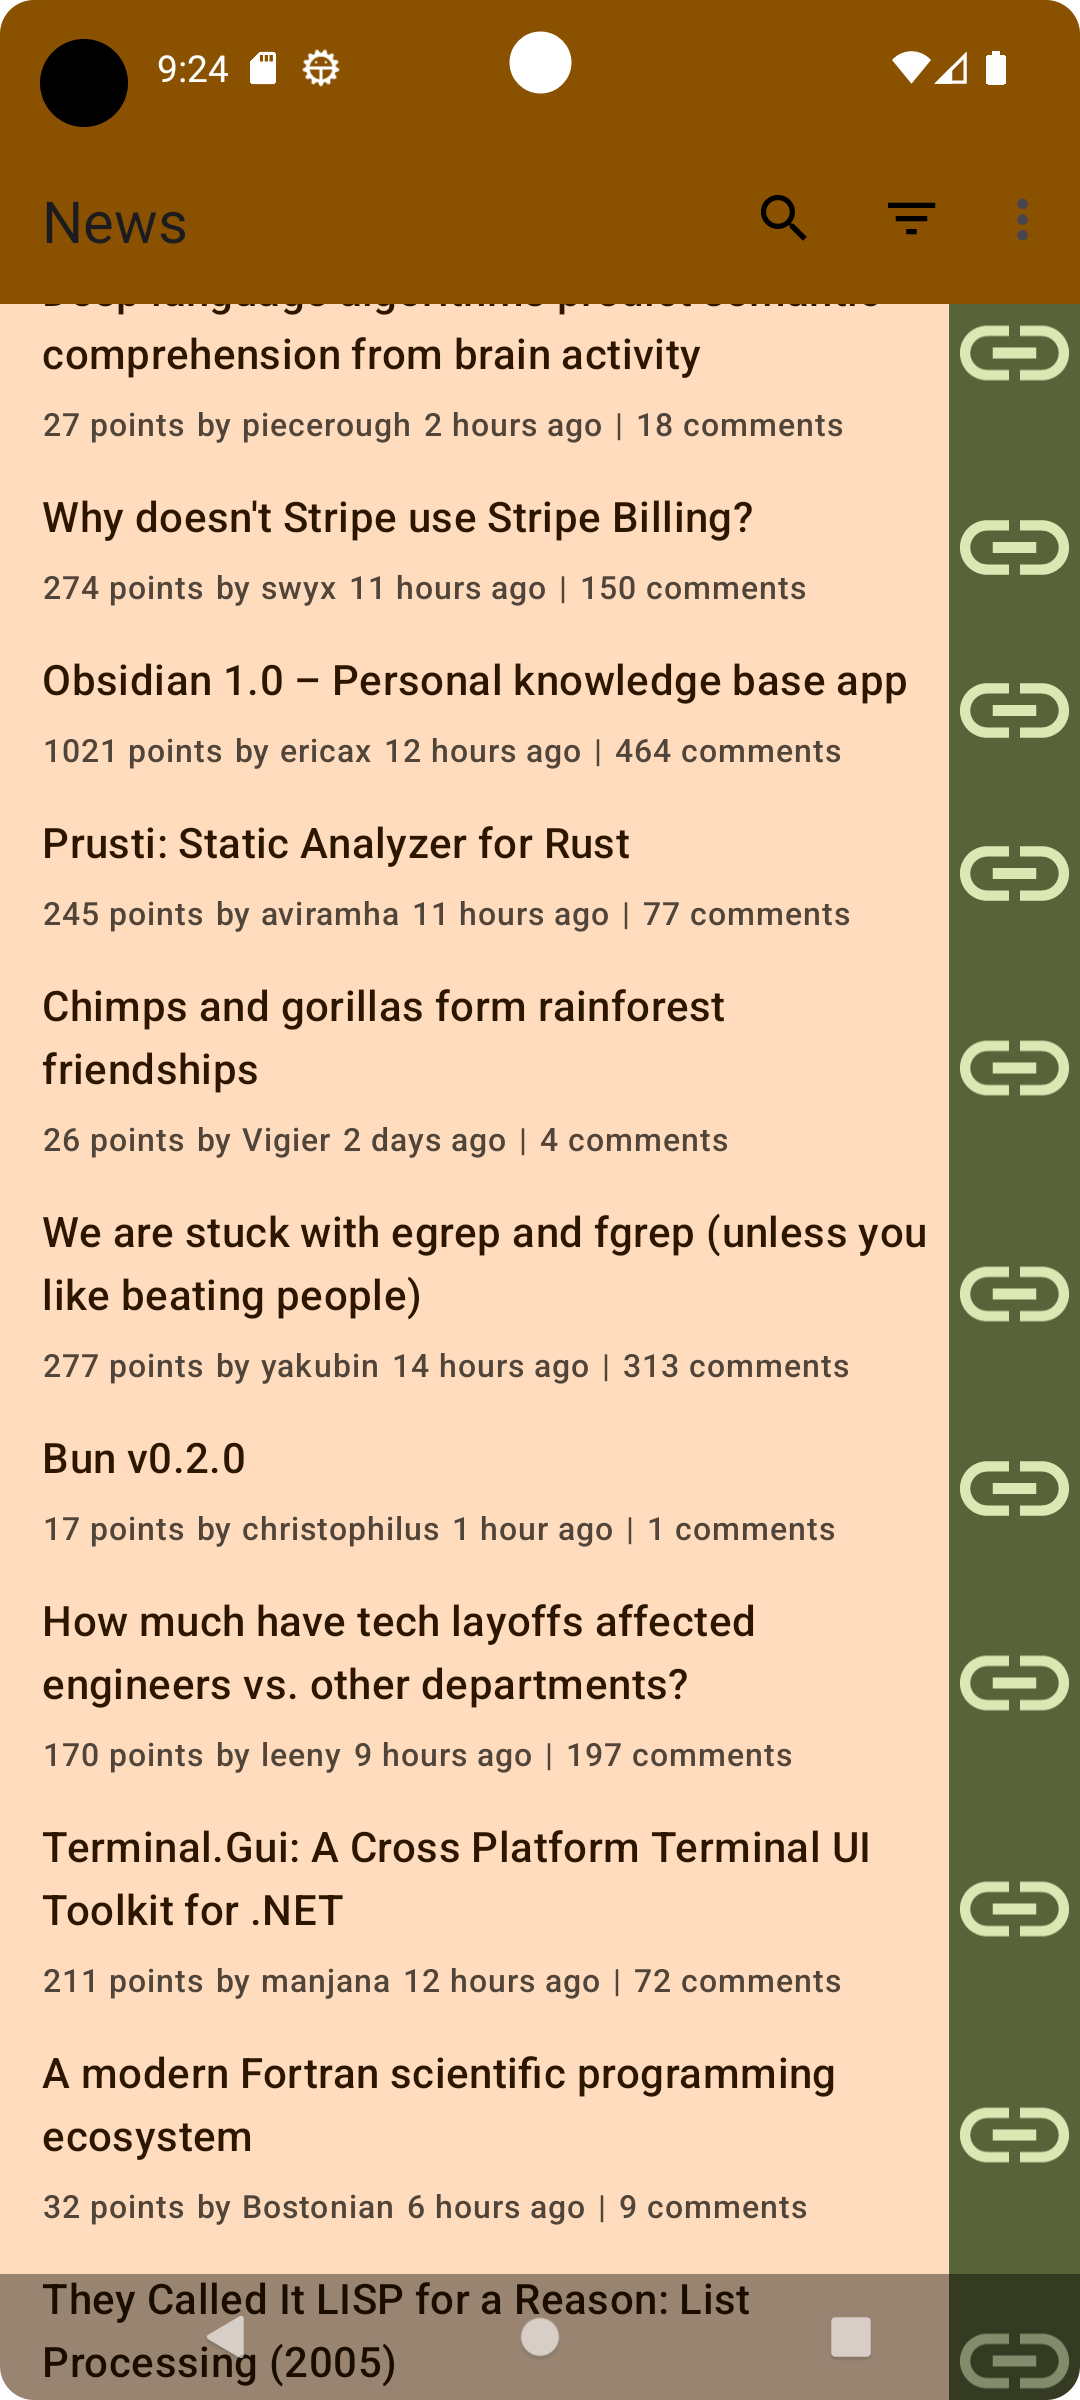 9:24
News
Deep language algorithms predict semantic
comprehension from brain activity
27 points by piecerough 2 hours ago | 18 comments
Why doesn't Stripe use Stripe Billing?
274 points by swyx 11 hours ago | 150 comments
Obsidian 1.0 – Personal knowledge base app
1021 points by ericax 12 hours ago | 464 comments
Prusti: Static Analyzer for Rust
245 points by aviramha 11 hours ago | 77 comments
Chimps and gorillas form rainforest
friendships
26 points by Vigier 2 days ago | 4 comments
We are stuck with egrep and fgrep (unless you
like beating people)
277 points by yakubin 14 hours ago | 313 comments
Bun v0.2.0
17 points by christophilus 1 hour ago | 1 comments
How much have tech layoffs affected
engineers vs. other departments?
170 points by leeny 9 hours ago | 197 comments
Terminal.Gui: A Cross Platform Terminal UI
Toolkit for .NET
211 points by manjana 12 hours ago | 72 comments
A modern Fortran scientific programming
ecosystem
32 points by Bostonian 6 hours ago | 9 comments
They Called It LISP for a Reason: List
Processing (2005)